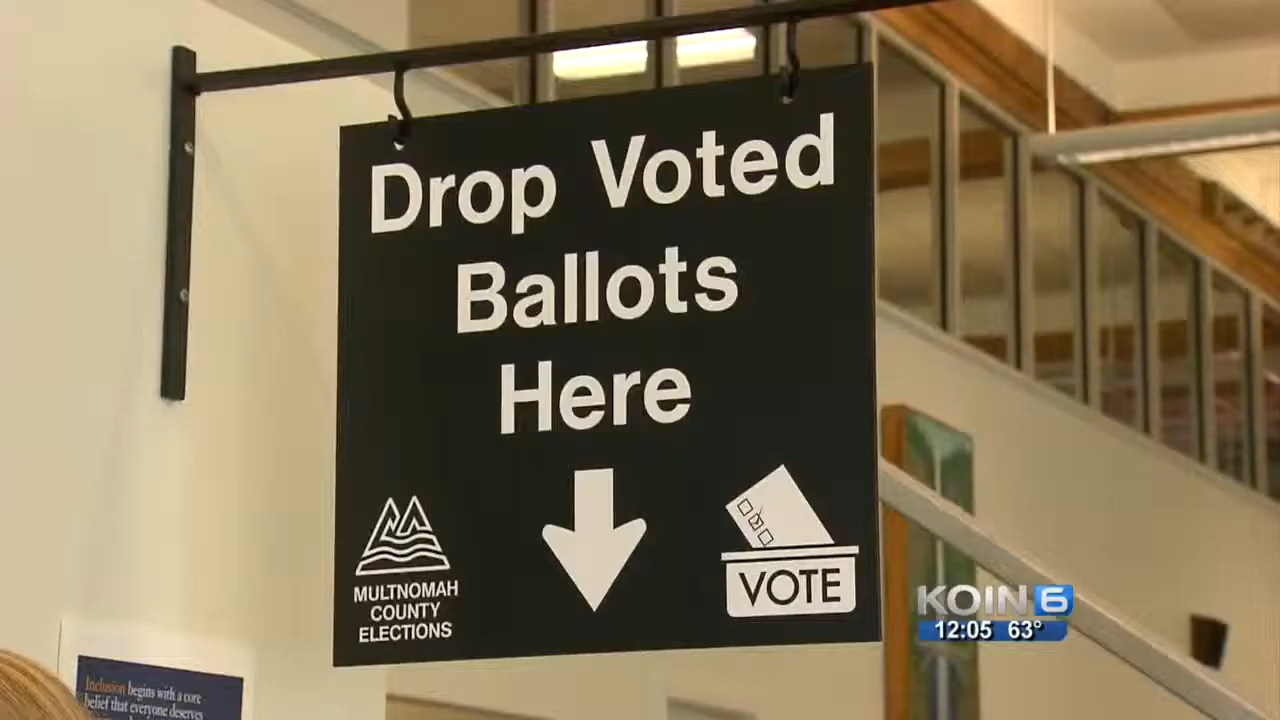 Drop Voted
Ballots
Here
MULTNOMAH
COUNTY
ELECTIONS
VOTE
KOIN 6
12:05 63°
Inclusion begins with a core
belief that everyone deserves